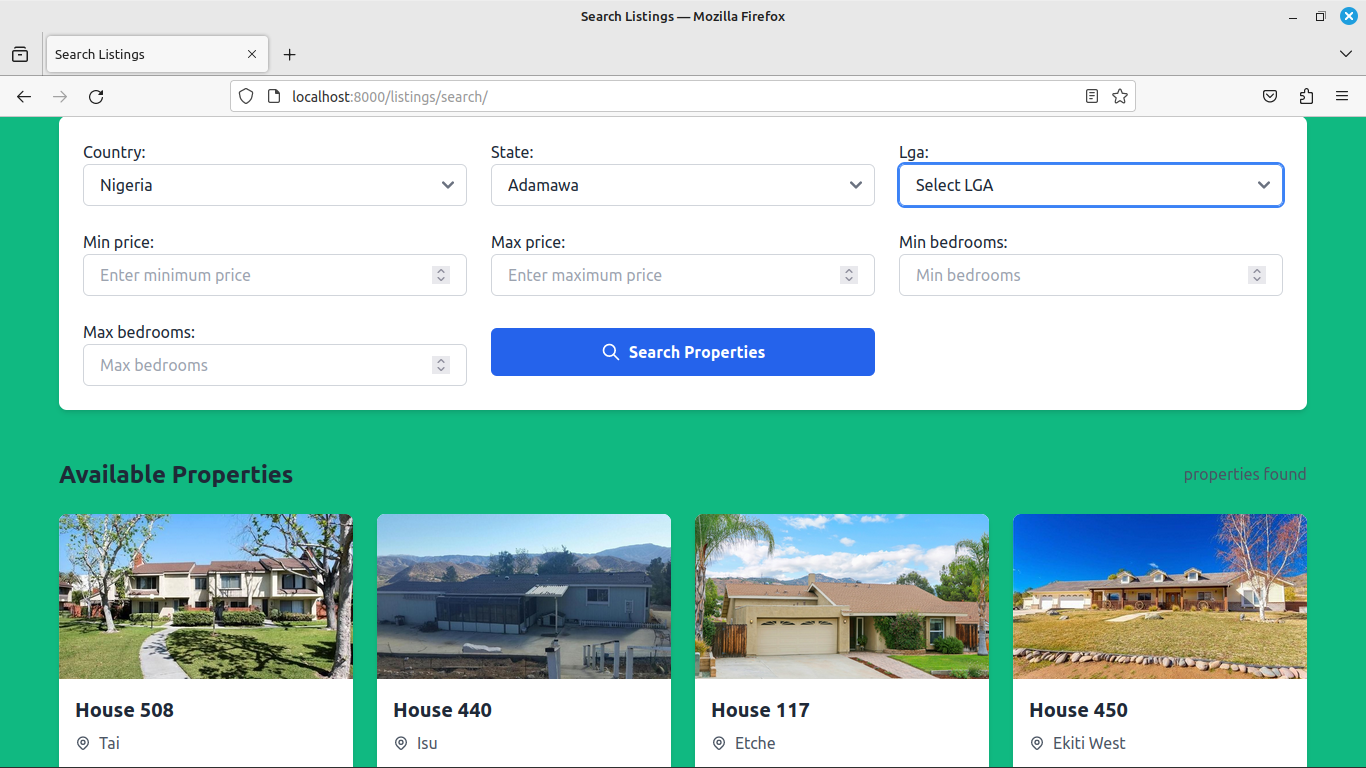 Search Listings — Mozilla Firefox
Search Listings
localhost:8000/listings/search/
Country:
State:
Lga:
Nigeria
Adamawa
Select LGA
Min price:
Max price:
Min bedrooms:
Enter minimum price
Enter maximum price
Min bedrooms
Max bedrooms:
Max bedrooms
Search Properties
Available Properties
properties found
House 508
House 440
House 117
House 450
Tai
Isu
Etche
Ekiti West